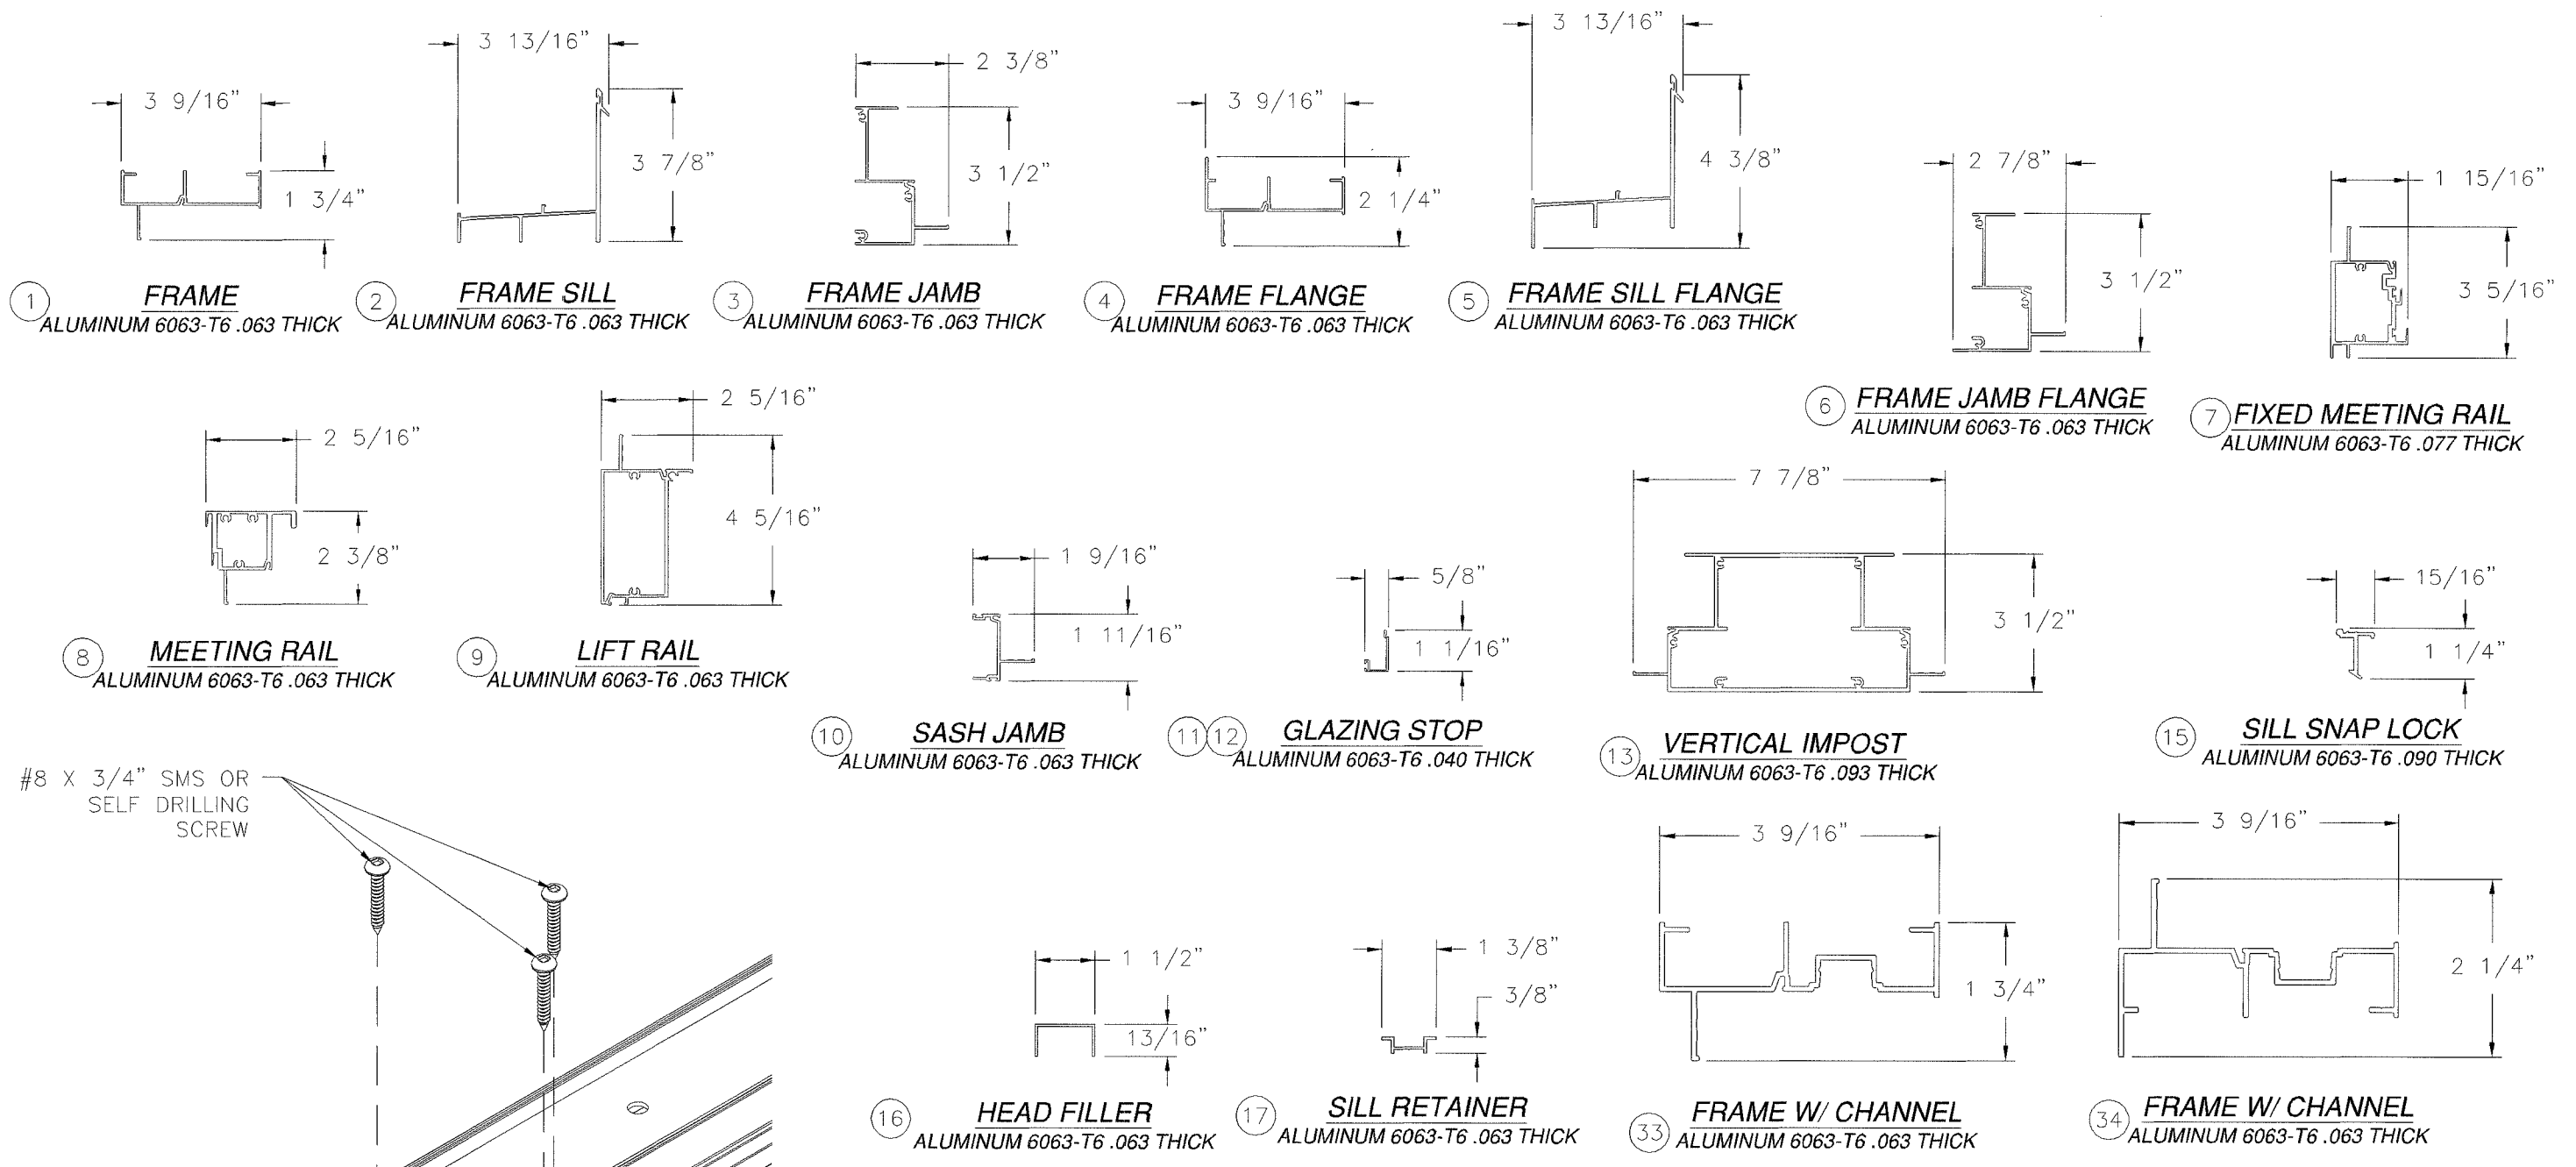 3 9/16"
1 3/4"
1
FRAME
ALUMINUM 6063-T6 .063 THICK
3 13/16"
3 7/8"
2
FRAME SILL
ALUMINUM 6063-T6 .063 THICK
2 3/8"
3 1/2"
3
FRAME JAMB
ALUMINUM 6063-T6 .063 THICK
3 9/16"
2 1/4"
4
FRAME FLANGE
ALUMINUM 6063-T6 .063 THICK
3 13/16"
4 3/8"
5
FRAME SILL FLANGE
ALUMINUM 6063-T6 .063 THICK
2 7/8"
3 1/2"
6
FRAME JAMB FLANGE
ALUMINUM 6063-T6 .063 THICK
1 15/16"
3 5/16"
7
FIXED MEETING RAIL
ALUMINUM 6063-T6 .077 THICK
2 5/16"
2 3/8"
8
MEETING RAIL
ALUMINUM 6063-T6 .063 THICK
2 5/16"
4 5/16"
9
LIFT RAIL
ALUMINUM 6063-T6 .063 THICK
1 9/16"
1 11/16"
10
SASH JAMB
ALUMINUM 6063-T6 .063 THICK
5/8"
1 1/16"
11 12
GLAZING STOP
ALUMINUM 6063-T6 .040 THICK
7 7/8"
3 1/2"
13
VERTICAL IMPOST
ALUMINUM 6063-T6 .093 THICK
15/16"
1 1/4"
15
SILL SNAP LOCK
ALUMINUM 6063-T6 .090 THICK
#8 X 3/4" SMS OR
SELF DRILLING
SCREW
1 1/2"
13/16"
16
HEAD FILLER
ALUMINUM 6063-T6 .063 THICK
1 3/8"
3/8"
17
SILL RETAINER
ALUMINUM 6063-T6 .063 THICK
3 9/16"
1 3/4"
33
FRAME W/ CHANNEL
ALUMINUM 6063-T6 .063 THICK
3 9/16"
2 1/4"
34
FRAME W/ CHANNEL
ALUMINUM 6063-T6 .063 THICK